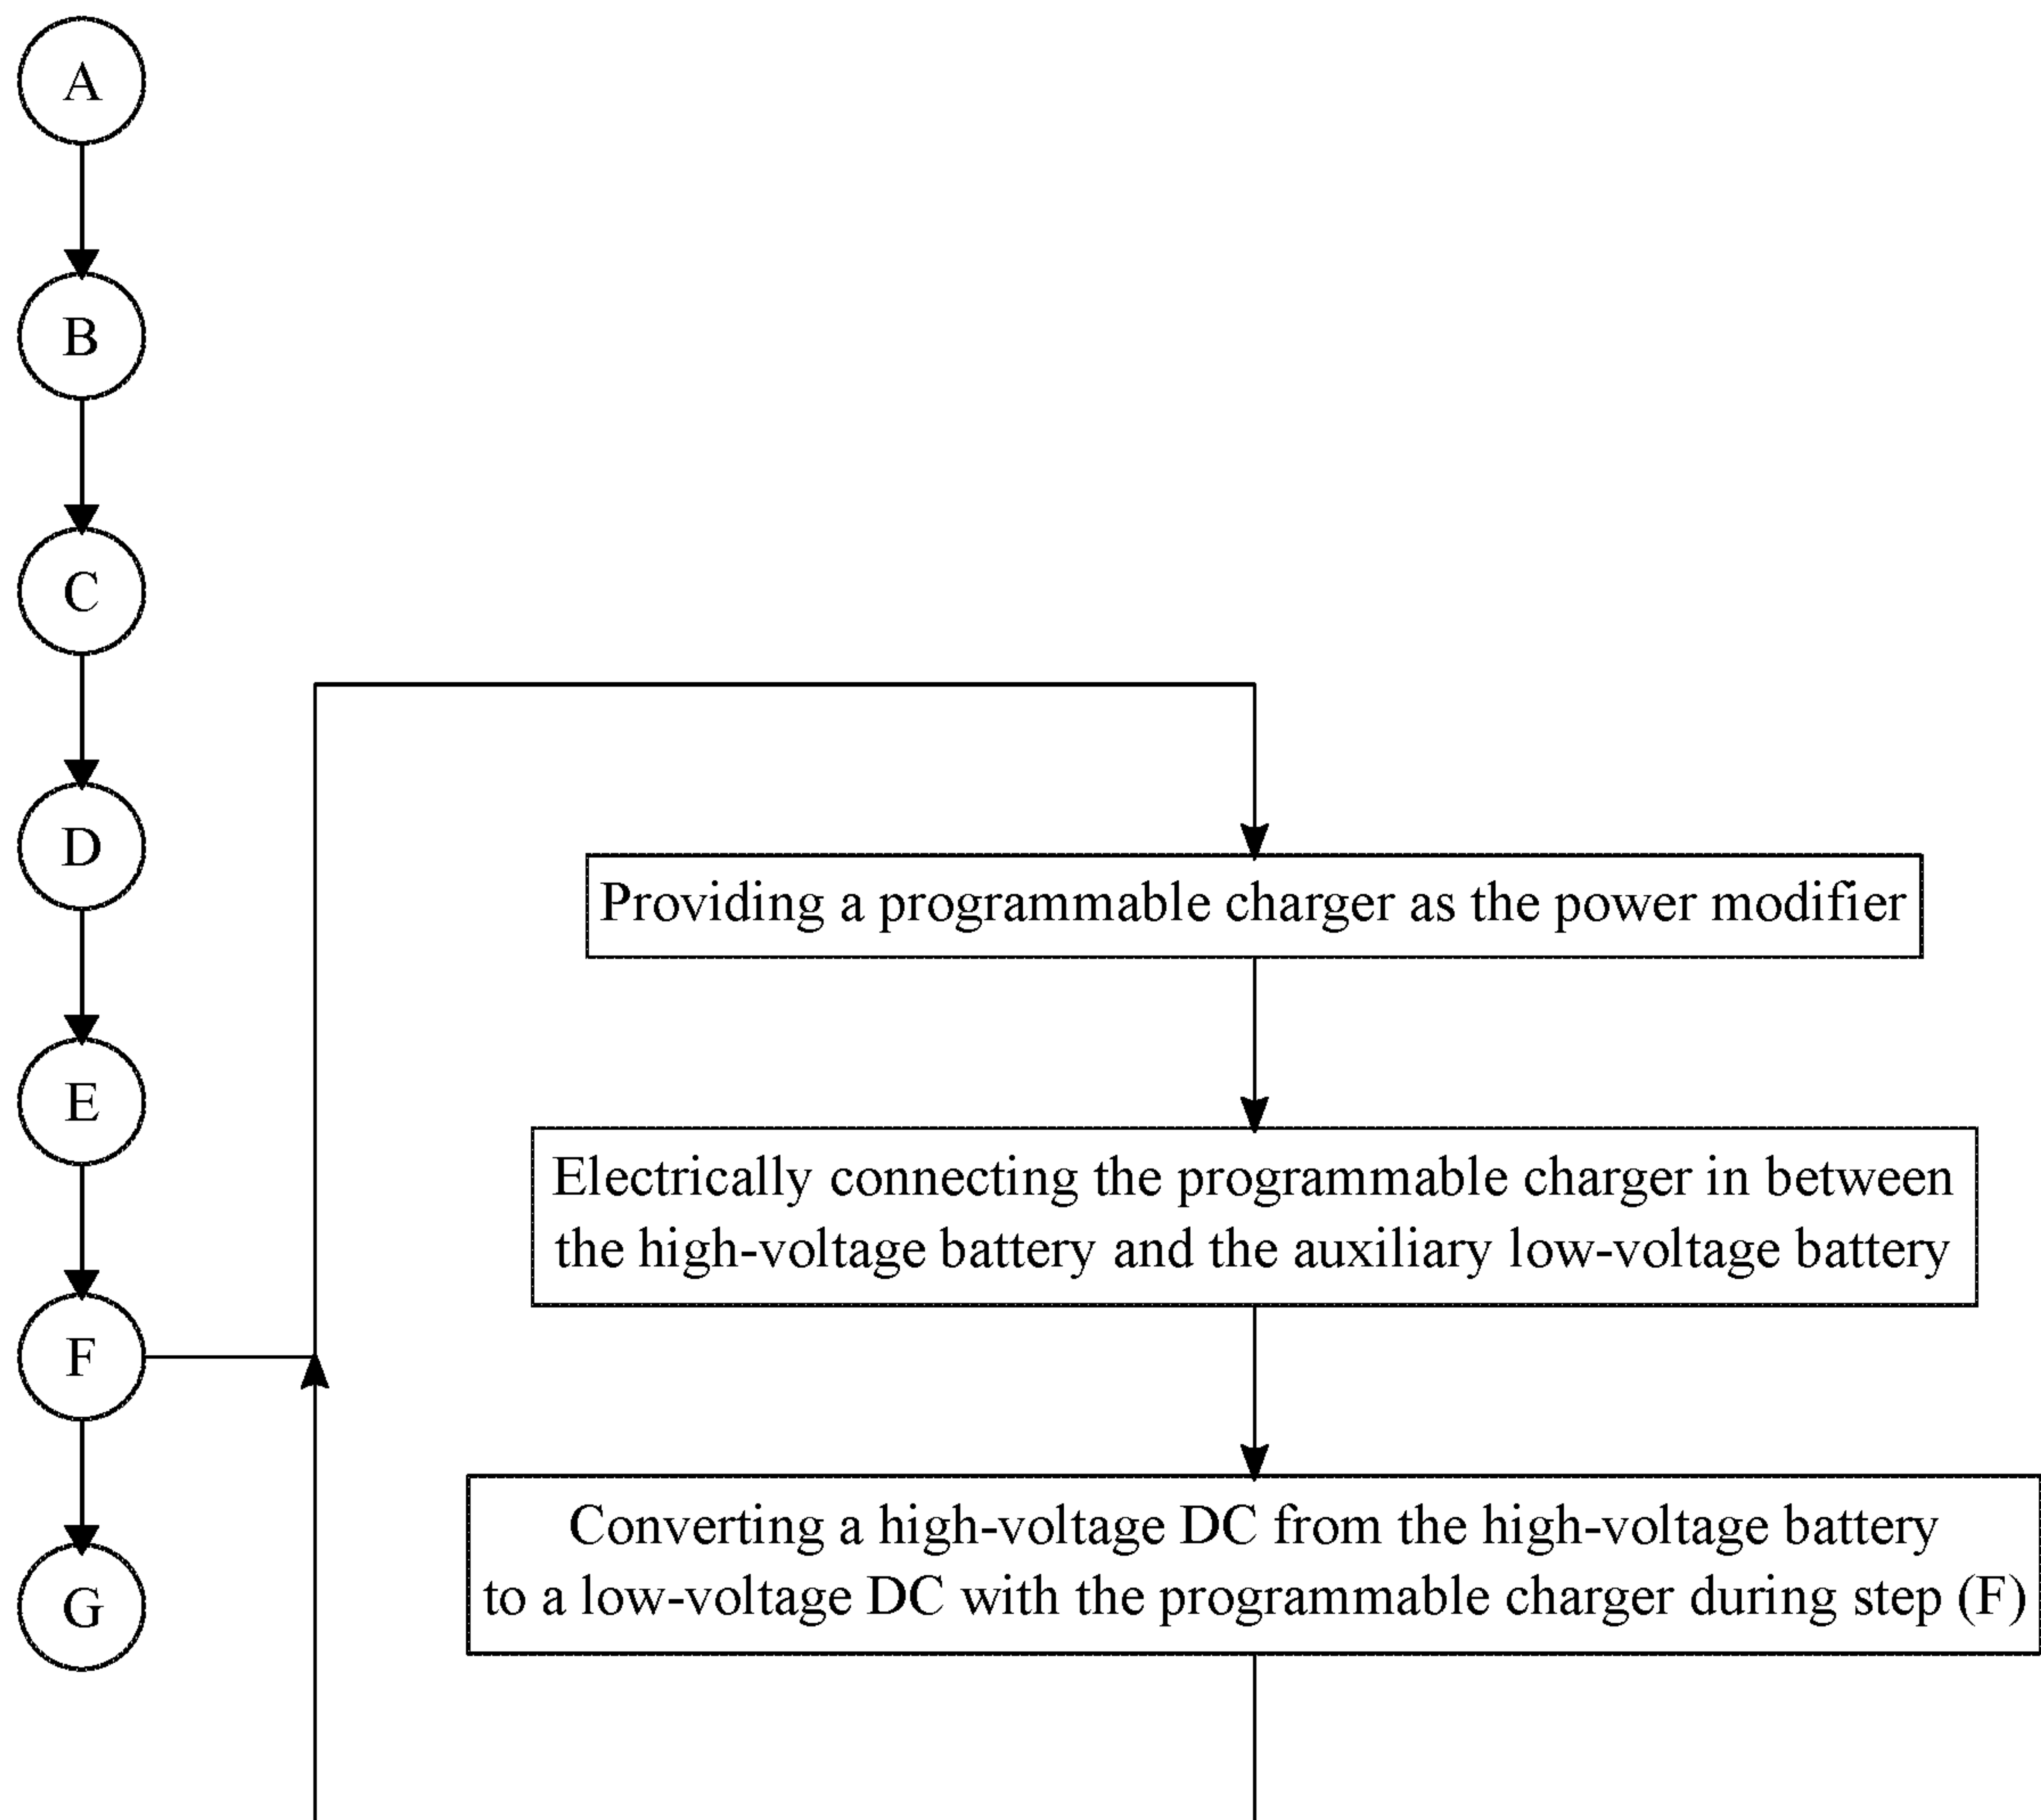 A
B
C
D
E
F
G
Providing a programmable charger as the power modifier
Electrically connecting the programmable charger in between
the high-voltage battery and the auxiliary low-voltage battery
Converting a high-voltage DC from the high-voltage battery
to a low-voltage DC with the programmable charger during step (F)